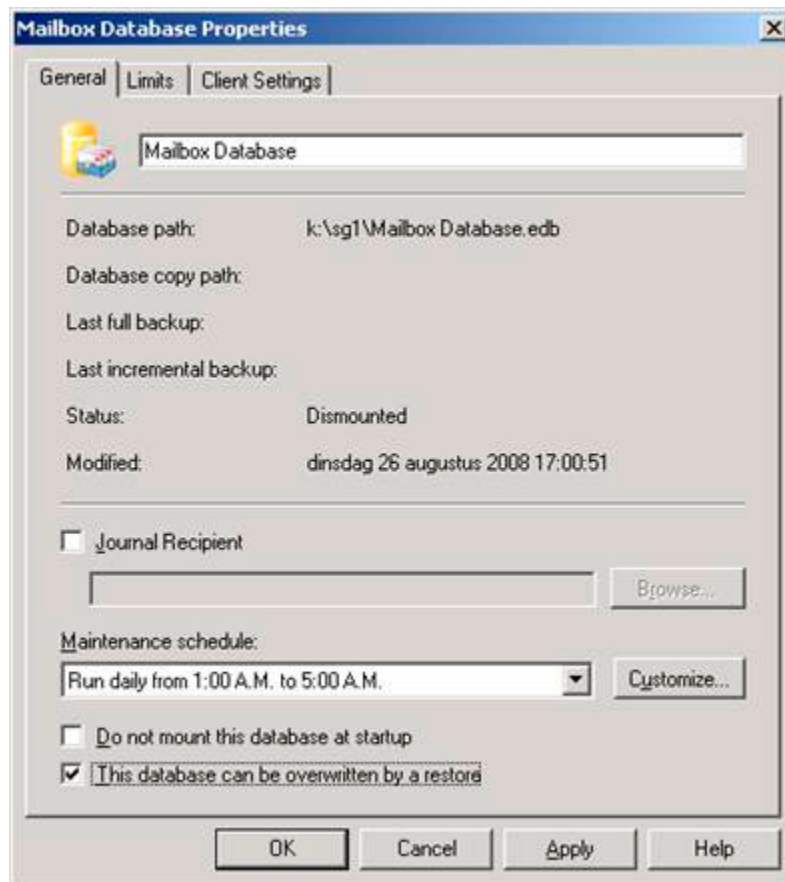 Mailbox Database Properties
General Limits Client Settings
Mailbox Database
Database path: k:\sg1\Mailbox Database.edb
Database copy path:
Last full backup:
Last incremental backup:
Status: Dismounted
Modified: dinsdag 26 augustus 2008 17:00:51
Journal Recipient
Browse...
Maintenance schedule:
Run daily from 1:00 A.M. to 5:00 A.M. Customize...
Do not mount this database at startup
This database can be overwritten by a restore
OK Cancel Apply Help